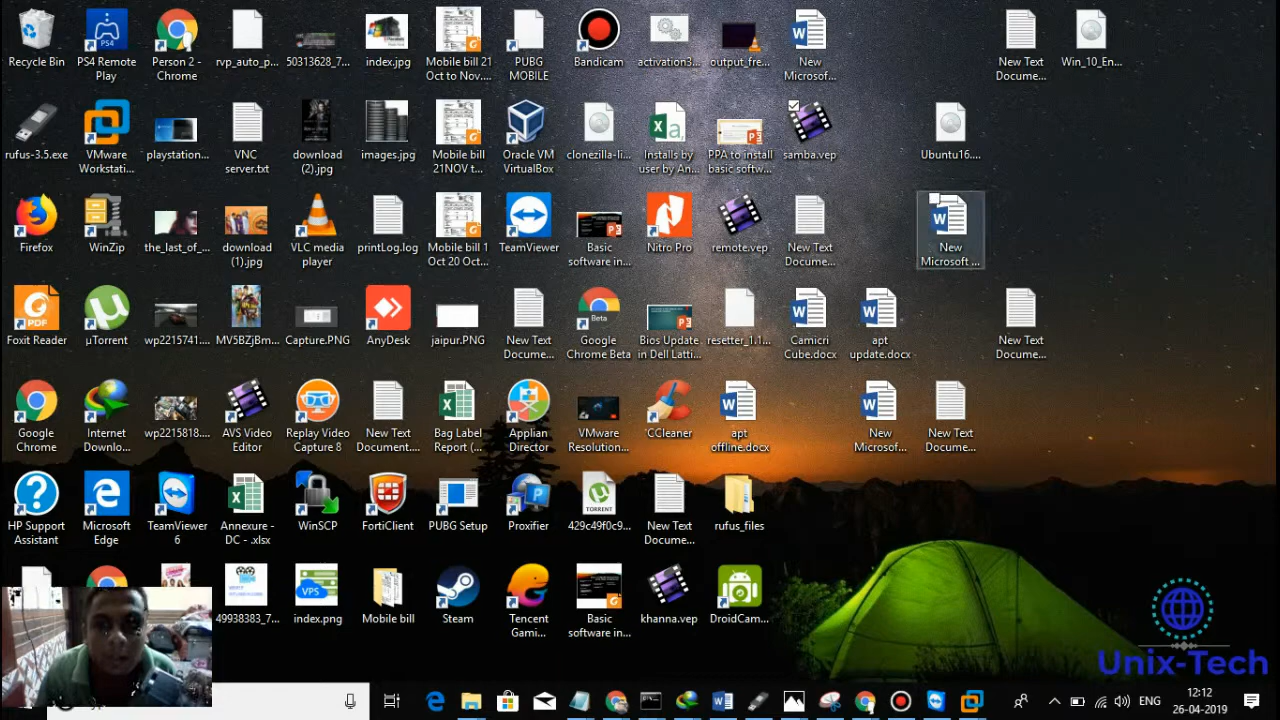 Recycle Bin
PS4 Remote
Play
Person 2 -
Chrome
rvp_auto_p...
50313628_7...
index.jpg
Mobile bill 21
Oct to Nov....
PUBG
MOBILE
Bandicam
activation3...
output_fre...
New
Microsof...
New Text
Docume...
Win_10_En...
rufus-3.5.exe
VMware
Workstati...
playstation...
VNC
server.txt
download
(2).jpg
images.jpg
Mobile bill
21NOV t...
Oracle VM
VirtualBox
clonezilla-li...
Installs by
user by An...
PPA to install
basic softw...
samba.vep
Ubuntu16....
Firefox
WinZip
the_last_of_...
download
(1).jpg
VLC media
player
printLog.log
Mobile bill 1
Oct 20 Oct...
TeamViewer
Basic
software in...
Nitro Pro
remote.vep
New Text
Docume...
New
Microsoft ...
PDF
Foxit Reader
µTorrent
wp2215741....
MV5BZjBm...
Capture.PNG
AnyDesk
jaipur.PNG
New Text
Docume...
Beta
Google
Chrome Beta
Bios Update
in Dell Latti...
resetter_1.1...
Camicri
Cube.docx
apt
update.docx
New Text
Docume...
Google
Chrome
Internet
Downlo...
wp2215818....
AVS Video
Editor
Replay Video
Capture 8
New Text
Document....
Bag Label
Report (...
Applian
Director
VMware
Resolution...
CCleaner
apt
offline.docx
New
Microsof...
New Text
Docume...
HP Support
Assistant
Microsoft
Edge
TeamViewer
6
Annexure -
DC - .xlsx
WinSCP
FortiClient
PUBG Setup
Proxifier
TORRENT
429c49f0c9...
New Text
Docume...
rufus_files
VPS
49938383_7...
index.png
Mobile bill
Steam
Tencent
Gami...
Basic
software in...
khanna.vep
DroidCam...
Unix-Tech
ENG
12:12
26-04-2019